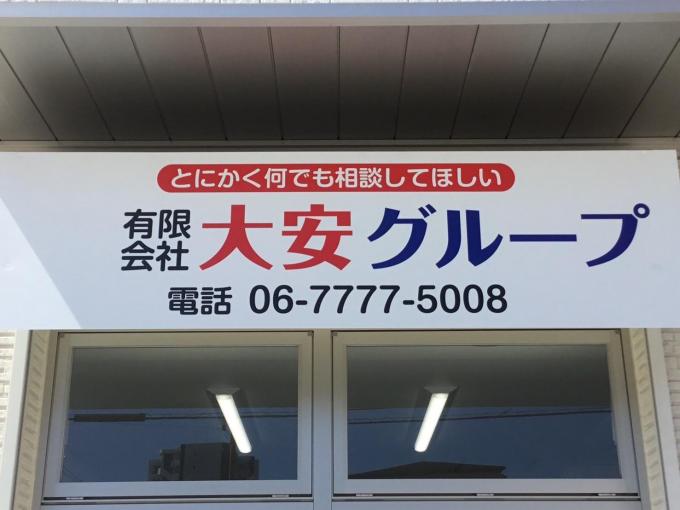 とにかく何でも相談してほしい
有限会社 大安グループ
電話 06-7777-5008